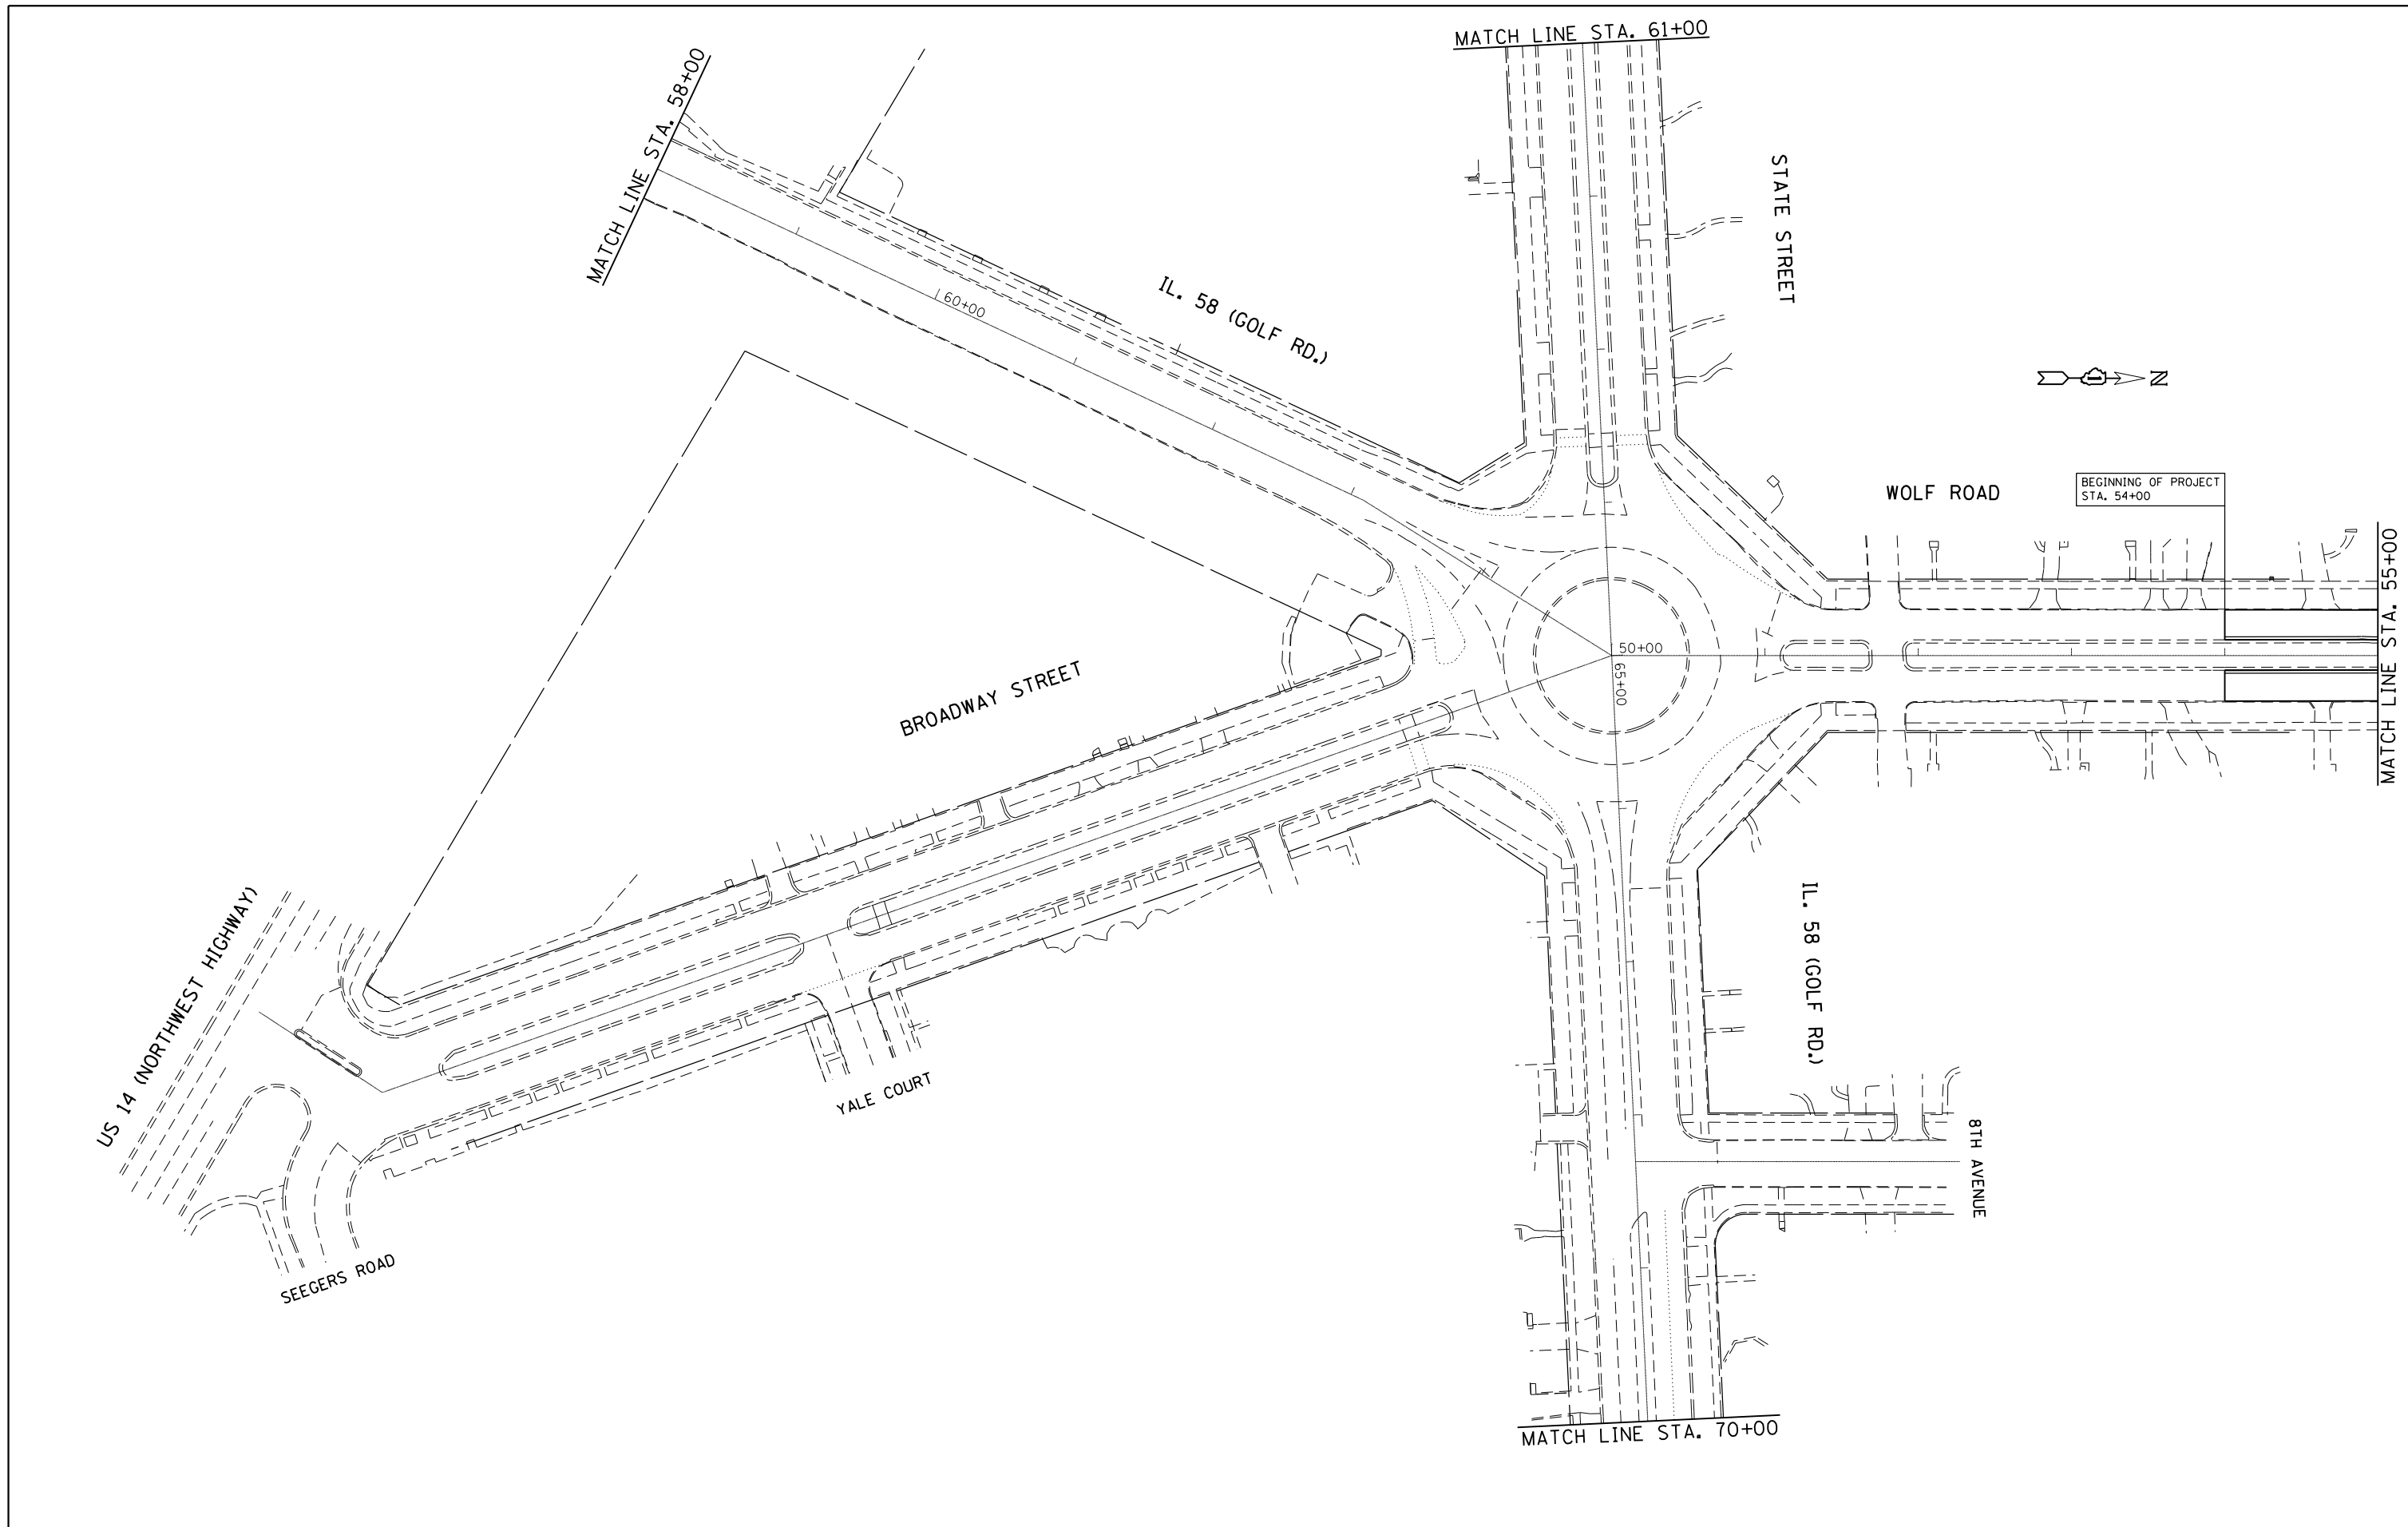 MATCH LINE STA. 61+00
MATCH LINE STA. 58+00
STATE STREET
IL. 58 (GOLF RD.)
60+00
N
WOLF ROAD
BEGINNING OF PROJECT
STA. 54+00
MATCH LINE STA. 55+00
50+00
65+00
BROADWAY STREET
US 14 (NORTHWEST HIGHWAY)
IL. 58 (GOLF RD.)
YALE COURT
8TH AVENUE
SEEGERS ROAD
MATCH LINE STA. 70+00